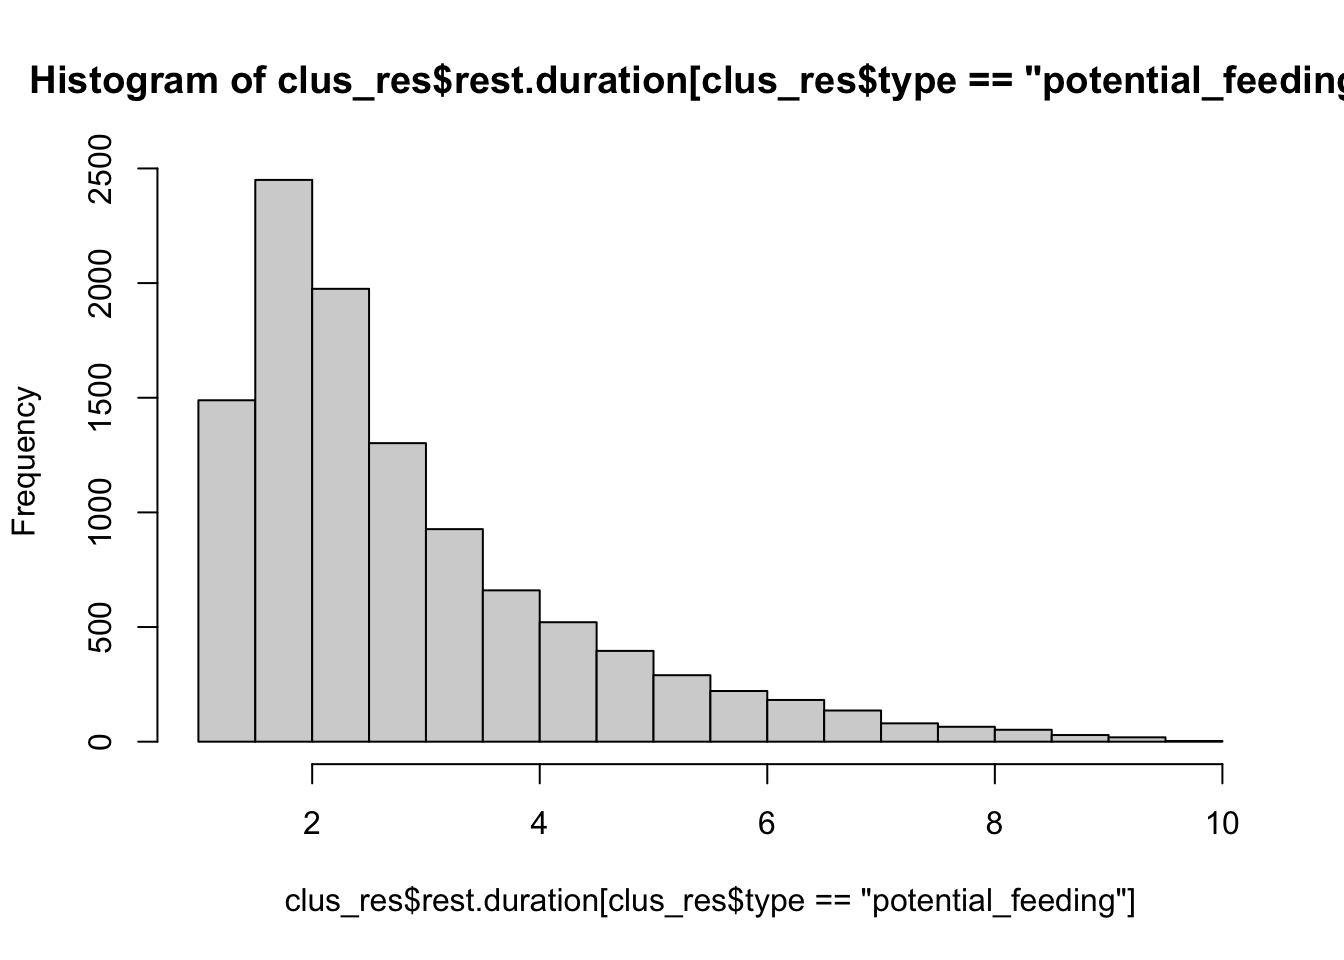 Histogram of clus_res$rest.duration[clus_res$type == "potential_feeding
Frequency
2500
2000
1500
1000
500
0
2 4 6 8 10
clus_res$rest.duration[clus_res$type == "potential_feeding"]